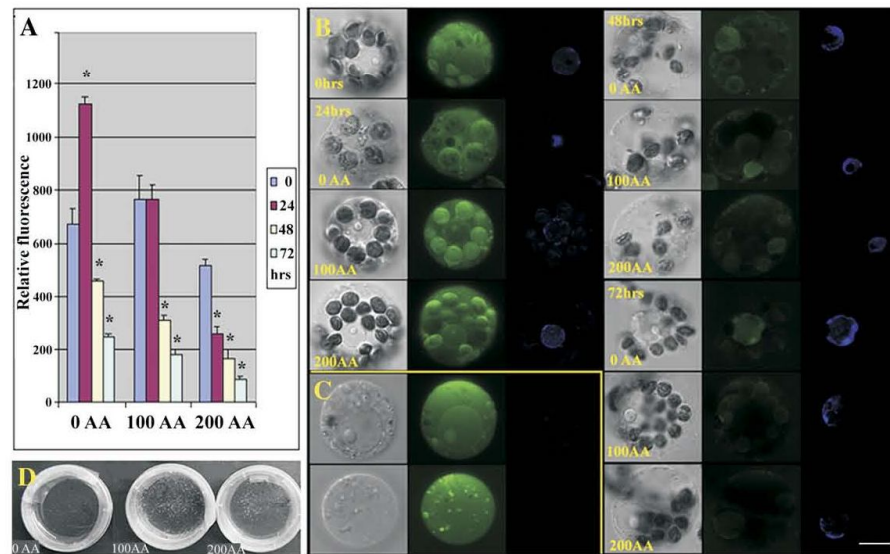 A
Relative fluorescence
1200
1000
800
600
400
200
0
0 AA
100 AA
200 AA
*
*
*
*
*
*
*
*
0
24
48
72
hrs
B
0hrs
24hrs
0 AA
100AA
200AA
48hrs
0 AA
100AA
200AA
72hrs
0 AA
100AA
200AA
C
D
0 AA
100AA
200AA